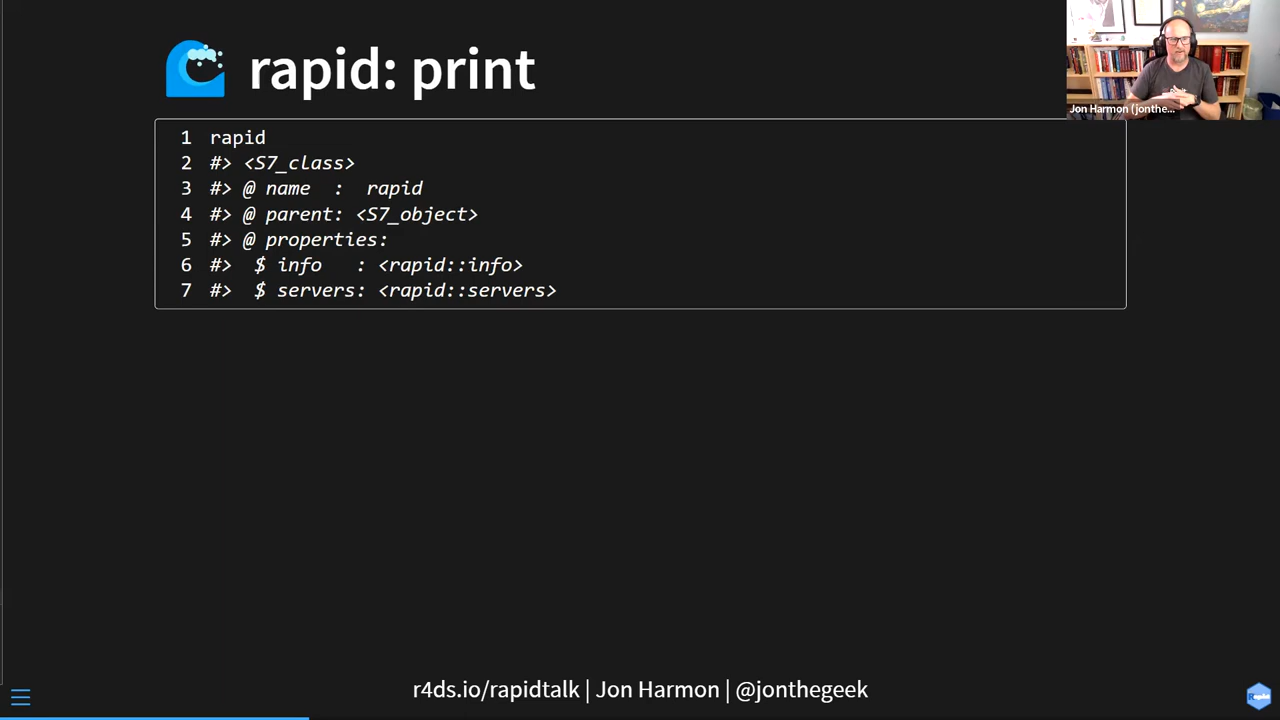 rapid: print
Jon Harmon (jonthe...
1 rapid
2 #> <S7_class>
3 #> @ name  :  rapid
4 #> @ parent: <S7_object>
5 #> @ properties:
6 #>  $ info   : <rapid::info>
7 #>  $ servers: <rapid::servers>
r4ds.io/rapidtalk | Jon Harmon | @jonthegeek